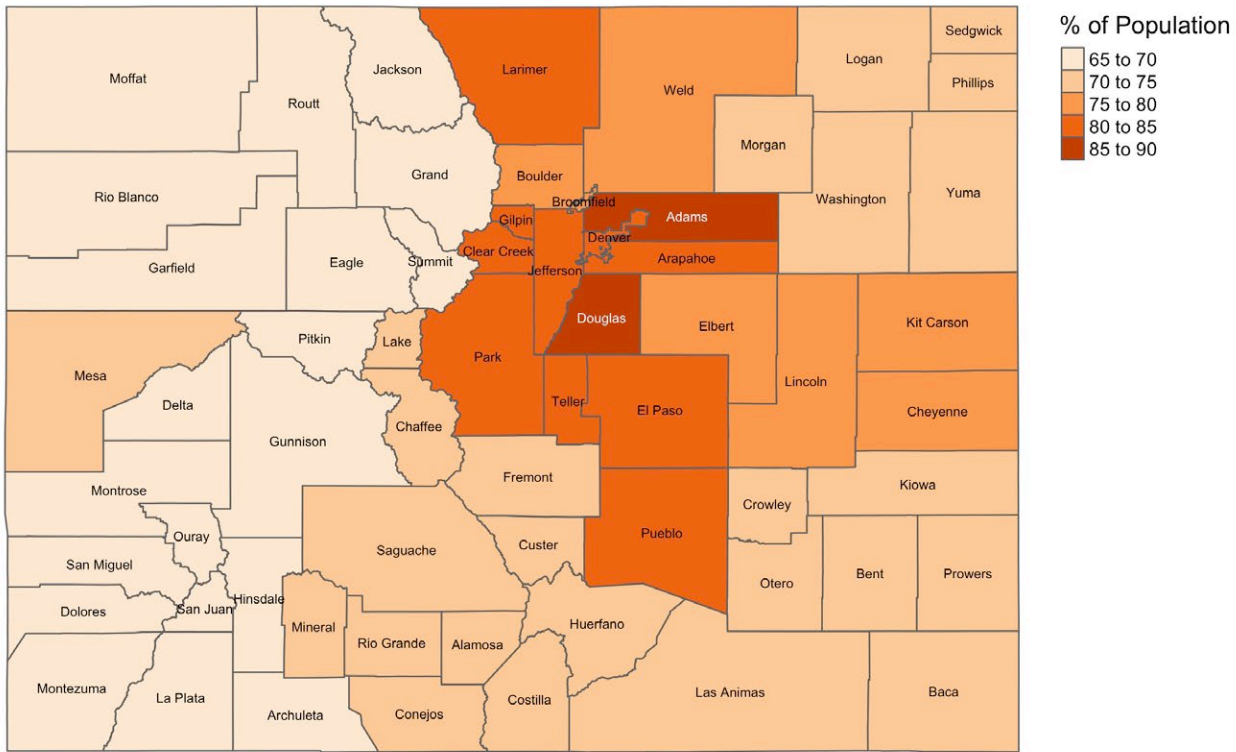 % of Population
65 to 70
70 to 75
75 to 80
80 to 85
85 to 90
Sedgwick
Logan
Larimer
Jackson
Moffat
Phillips
Weld
Routt
Morgan
Grand
Boulder
Yuma
Rio Blanco
Washington
Broomfield
Gilpin
Adams
Denver
Clear Creek
Arapahoe
Summit
Eagle
Garfield
Jefferson
Douglas
Kit Carson
Elbert
Pitkin
Lake
Park
Mesa
Lincoln
Teller
Delta
El Paso
Cheyenne
Chaffee
Gunnison
Fremont
Kiowa
Montrose
Crowley
Pueblo
Ouray
Custer
Saguache
San Miguel
Bent
Prowers
Otero
Hinsdale
San Juan
Dolores
Huerfano
Mineral
Rio Grande
Alamosa
Montezuma
Las Animas
Baca
La Plata
Costilla
Archuleta
Conejos